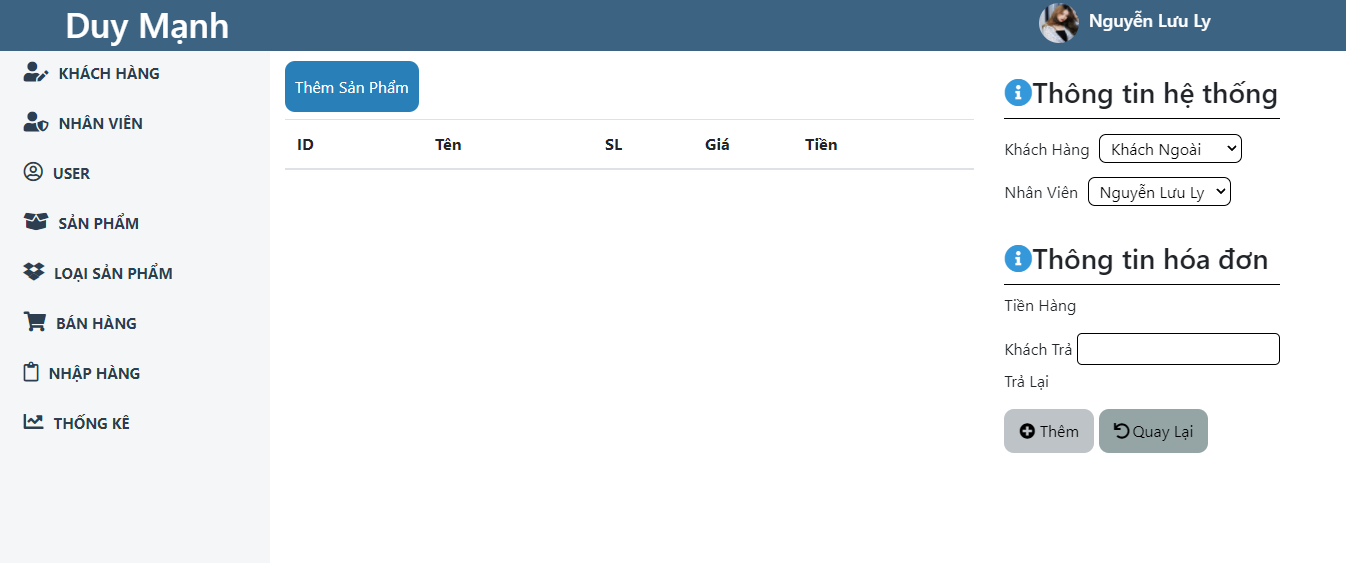 Duy Mạnh
Nguyễn Lưu Ly
KHÁCH HÀNG
NHÂN VIÊN
USER
SẢN PHẨM
LOẠI SẢN PHẨM
BÁN HÀNG
NHẬP HÀNG
THỐNG KÊ
Thêm Sản Phẩm
ID Tên SL Giá Tiền
Thông tin hệ thống
Khách Hàng Khách Ngoài
Nhân Viên Nguyễn Lưu Ly
Thông tin hóa đơn
Tiền Hàng
Khách Trả
Trả Lại
Thêm Quay Lại